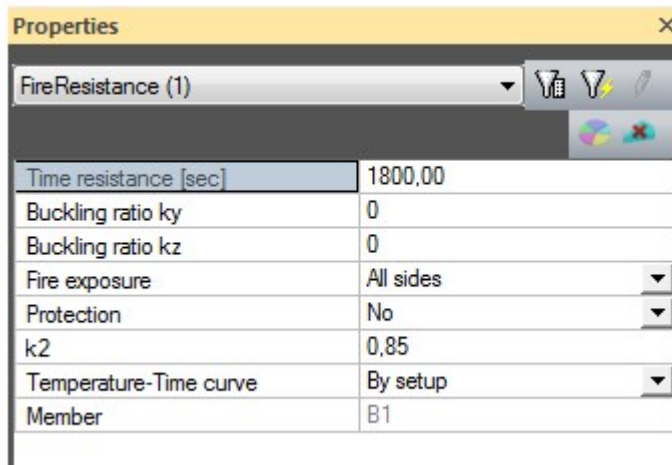 Properties
FireResistance (1)
Time resistance [sec] 1800,00
Buckling ratio ky 0
Buckling ratio kz 0
Fire exposure All sides
Protection No
k2 0,85
Temperature-Time curve By setup
Member B1